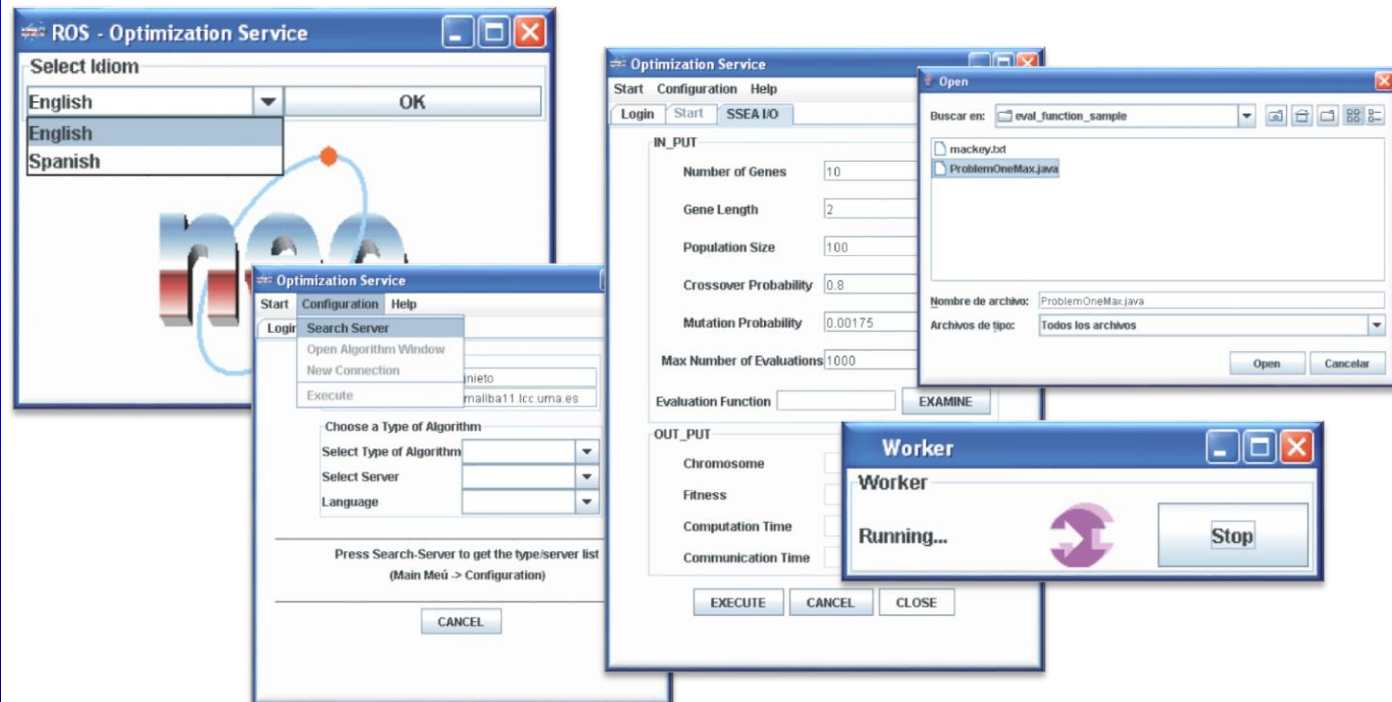 ROS - Optimization Service
Select Idiom
English
OK
English
Spanish
neo
Optimization Service
Start Configuration Help
Login
Search Server
Open Algorithm Window
New Connection
Execute
jnieto
mallba11.lcc.uma.es
Choose a Type of Algorithm
Select Type of Algorithm
Select Server
Language
Press Search-Server to get the type/server list
(Main Meú -> Configuration)
CANCEL
Optimization Service
Start Configuration Help
Login Start SSEA I/O
IN_PUT
Number of Genes 10
Gene Length 2
Population Size 100
Crossover Probability 0.8
Mutation Probability 0.00175
Max Number of Evaluations 1000
Evaluation Function EXAMINE
OUT_PUT
Chromosome
Fitness
Computation Time
Communication Time
EXECUTE CANCEL CLOSE
Open
Buscar en: eval_function_sample
mackey.txt
ProblemOneMax.java
Nombre de archivo: ProblemOneMax.java
Archivos de tipo: Todos los archivos
Open Cancelar
Worker
Worker
Running...
Stop